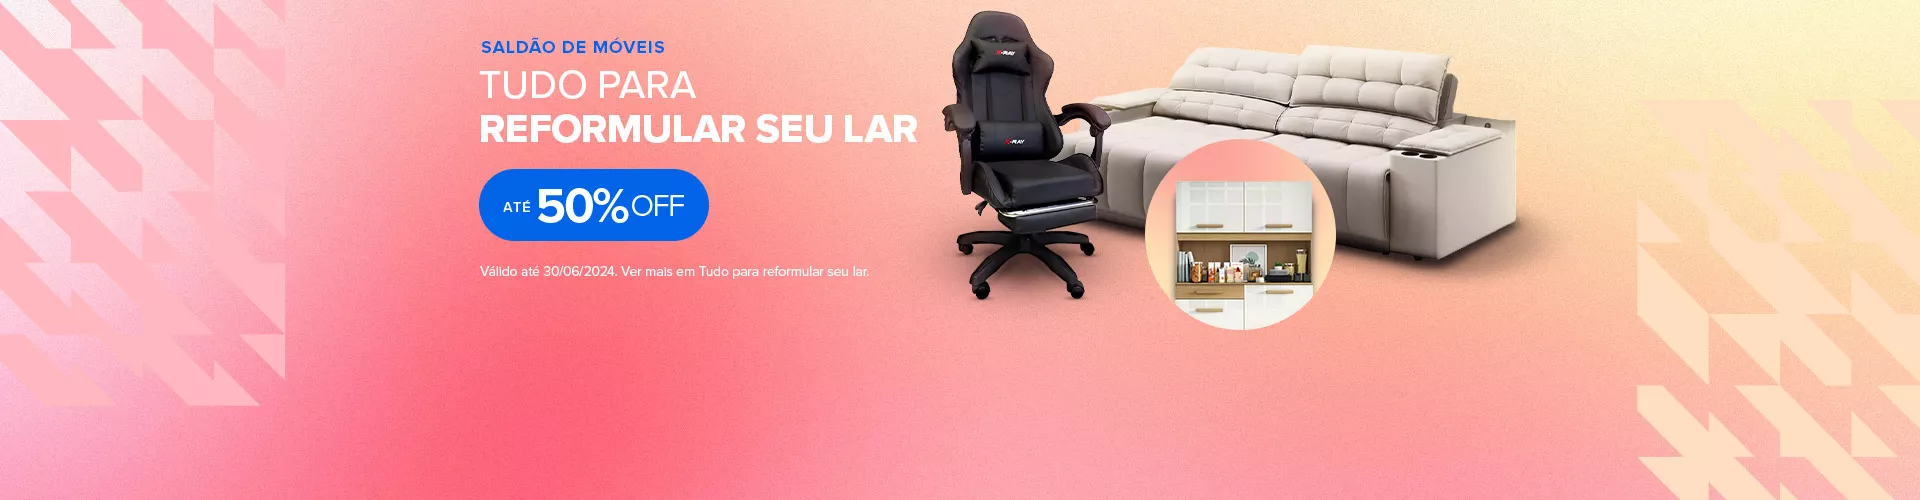 SALDÃO DE MÓVEIS
TUDO PARA
REFORMULAR SEU LAR
ATÉ 50% OFF
Válido até 30/06/2024. Ver mais em Tudo para reformular seu lar.